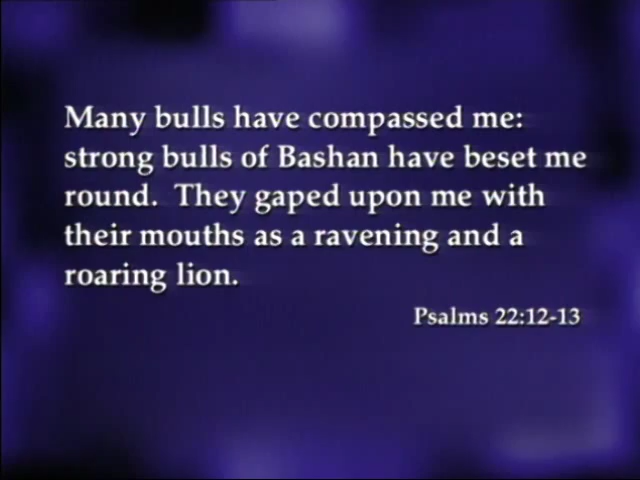 Many bulls have compassed me:
strong bulls of Bashan have beset me
round.  They gaped upon me with
their mouths as a ravening and a
roaring lion.
Psalms 22:12-13